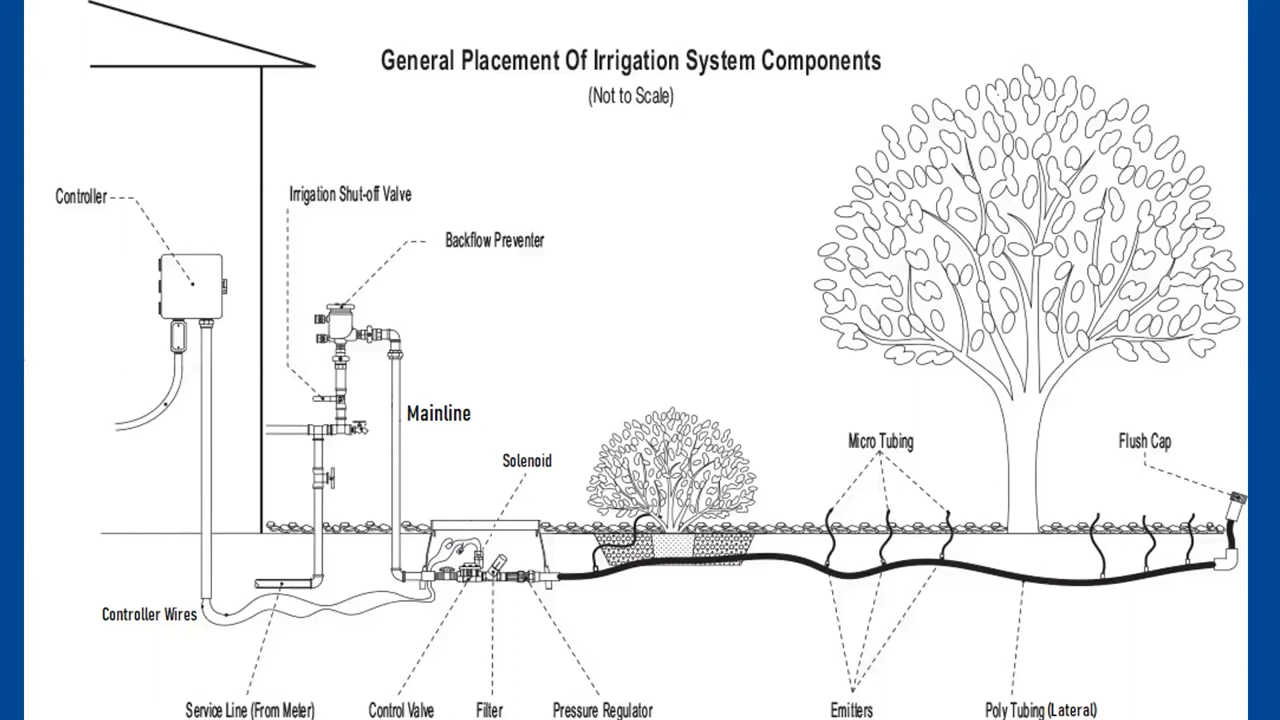 General Placement Of Irrigation System Components
(Not to Scale)
Controller
Irrigation Shut-off Valve
Backflow Preventer
Mainline
Solenoid
Micro Tubing
Flush Cap
Controller Wires
Service Line (From Meter)
Control Valve
Filter
Pressure Regulator
Emitters
Poly Tubing (Lateral)